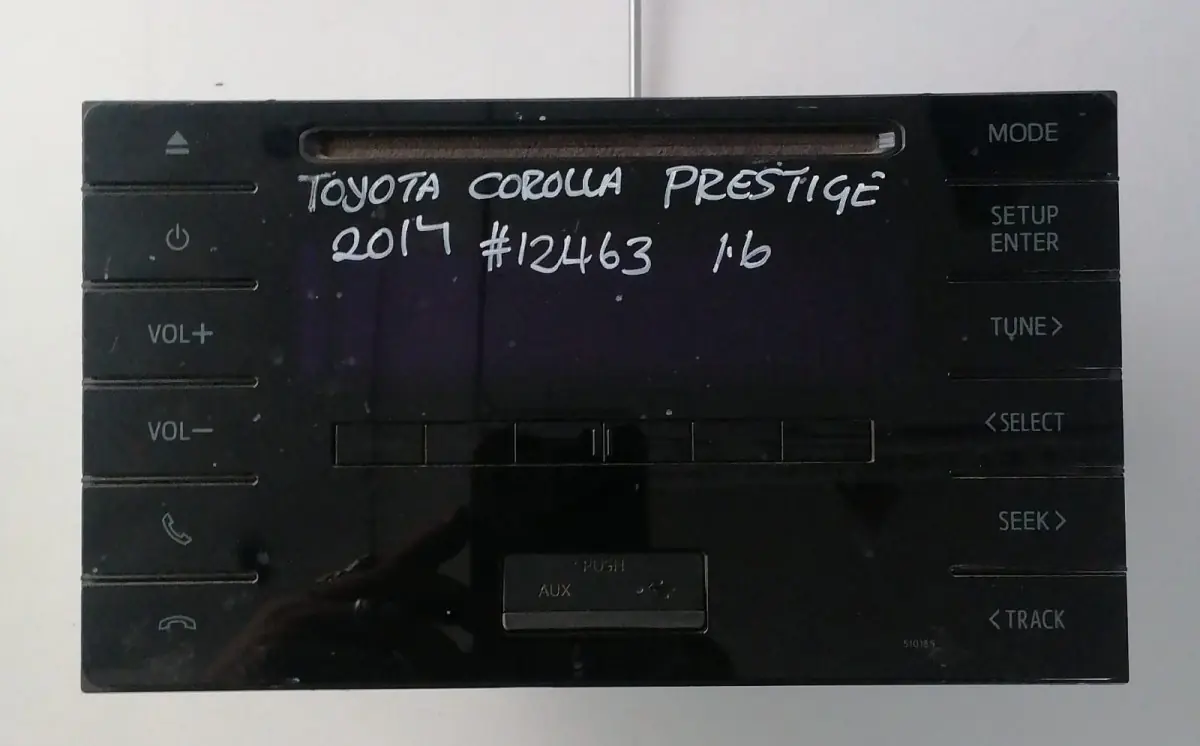 MODE
TOYOTA COROLLA PRESTIGE
2014 #12463 1.6
SETUP
ENTER
VOL+
TUNE>
VOL–
<SELECT
SEEK>
PUSH
AUX
<TRACK